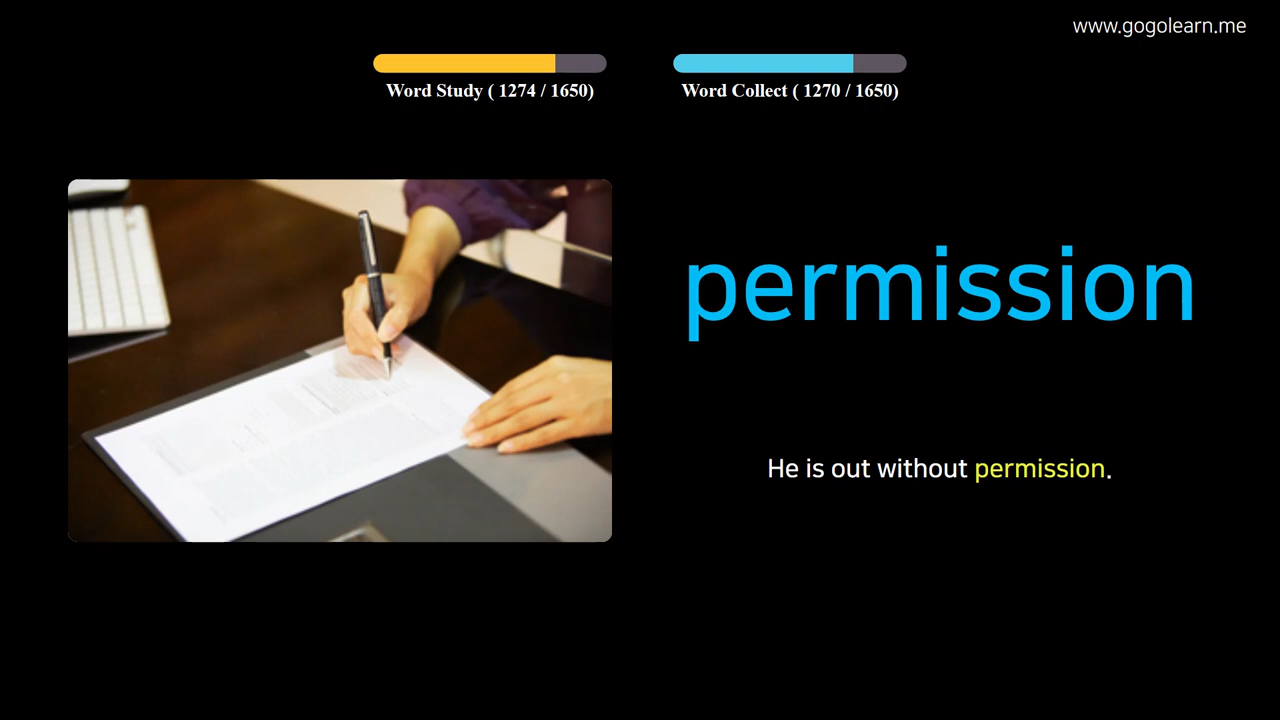 www.gogolearn.me
Word Study ( 1274 / 1650)
Word Collect ( 1270 / 1650)
permission
He is out without permission.